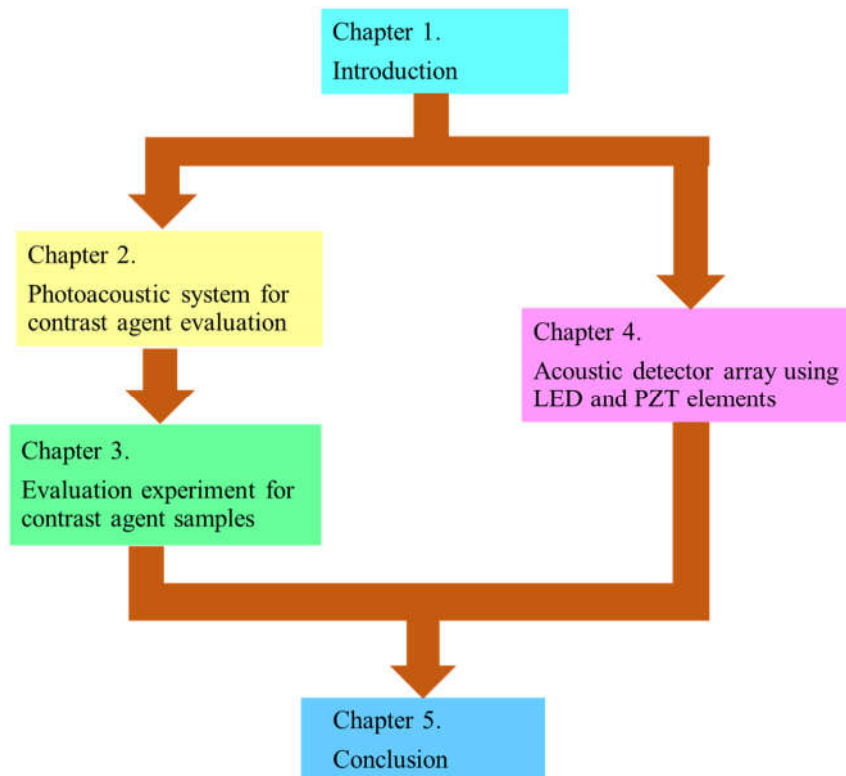 Chapter 1.
Introduction
Chapter 2.
Photoacoustic system for
contrast agent evaluation
Chapter 3.
Evaluation experiment for
contrast agent samples
Chapter 4.
Acoustic detector array using
LED and PZT elements
Chapter 5.
Conclusion